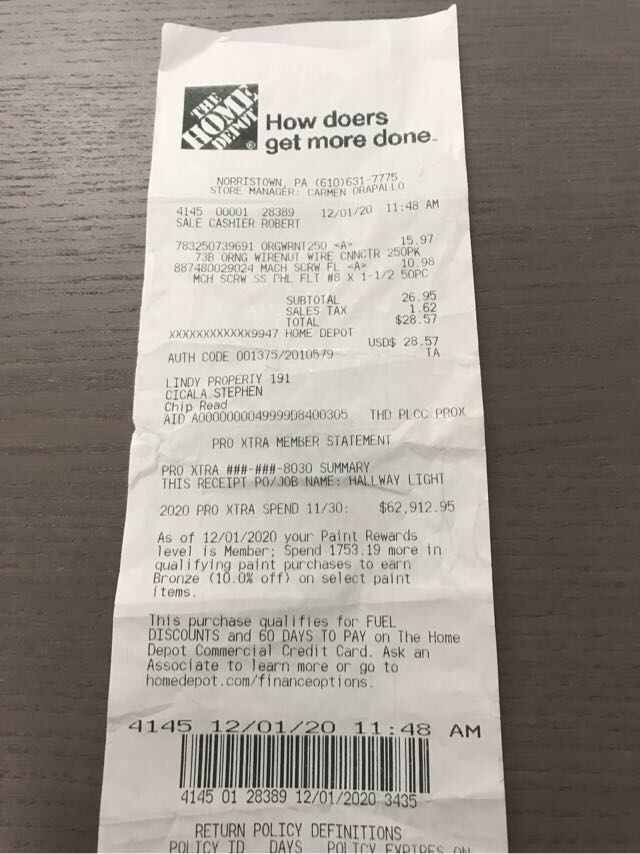 THE
HOME
DEPOT
®
How doers
get more done™
NORRISTOWN, PA (610)631-7775
STORE MANAGER: CARMEN ORAPALLO
4145 00001 28389 12/01/20 11:48 AM
SALE CASHIER ROBERT
783250739691 ORGWRNT250 <A> 15.97
73B ORNG WIRENUT WIRE CNNCTR 250PK
887480029024 MACH SCRW FL <A> 10.98
MCH SCRW SS PHL FLT #8 X 1-1/2 50PC
SUBTOTAL 26.95
SALES TAX 1.62
TOTAL $28.57
XXXXXXXXXXXX9947 HOME DEPOT
USD$ 28.57
AUTH CODE 001375/2010579 TA
LINDY PROPERTY 191
CICALA STEPHEN
Chip Read
AID A0000000049999D8400305 THD PLCC PROX
PRO XTRA MEMBER STATEMENT
PRO XTRA ###-###-8030 SUMMARY
THIS RECEIPT PO/JOB NAME: HALLWAY LIGHT
2020 PRO XTRA SPEND 11/30: $62,912.95
As of 12/01/2020 your Paint Rewards
level is Member; Spend 1753.19 more in
qualifying paint purchases to earn
Bronze (10.0% off) on select paint
items.
This purchase qualifies for FUEL
DISCOUNTS and 60 DAYS TO PAY on The Home
Depot Commercial Credit Card. Ask an
Associate to learn more or go to
homedepot.com/financeoptions.
4145 12/01/20 11:48 AM
4145 01 28389 12/01/2020 3435
RETURN POLICY DEFINITIONS
POLICY ID DAYS POLICY EXPIRES ON